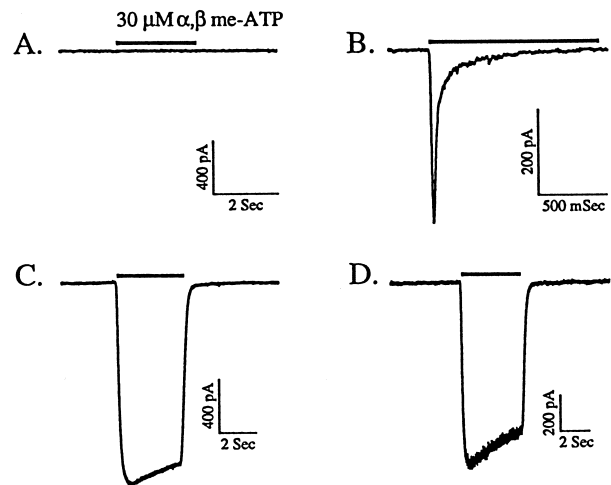 30 µM α,β me-ATP
A.
B.
400 pA
2 Sec
200 pA
500 mSec
C.
D.
400 pA
2 Sec
200 pA
2 Sec